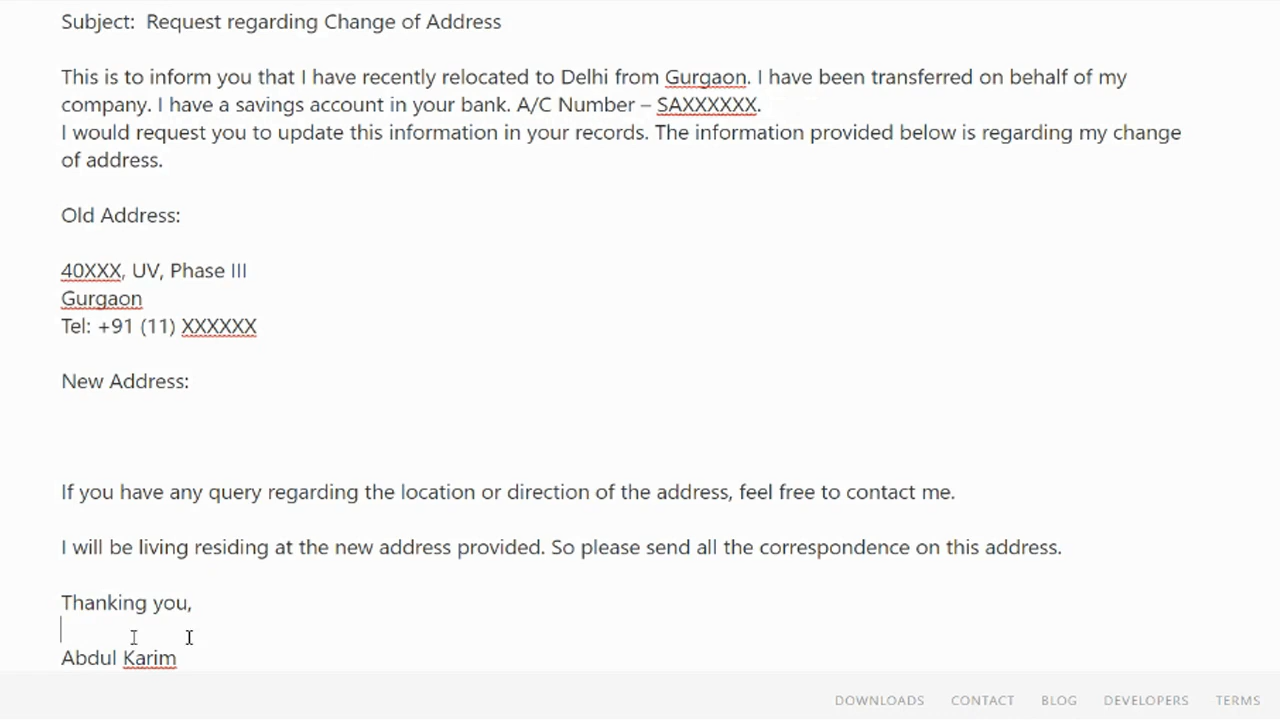 Subject:  Request regarding Change of Address
This is to inform you that I have recently relocated to Delhi from Gurgaon. I have been transferred on behalf of my
company. I have a savings account in your bank. A/C Number – SAXXXXXX.
I would request you to update this information in your records. The information provided below is regarding my change
of address.
Old Address:
40XXX, UV, Phase III
Gurgaon
Tel: +91 (11) XXXXXX
New Address:
If you have any query regarding the location or direction of the address, feel free to contact me.
I will be living residing at the new address provided. So please send all the correspondence on this address.
Thanking you,
Abdul Karim
DOWNLOADS CONTACT BLOG DEVELOPERS TERMS